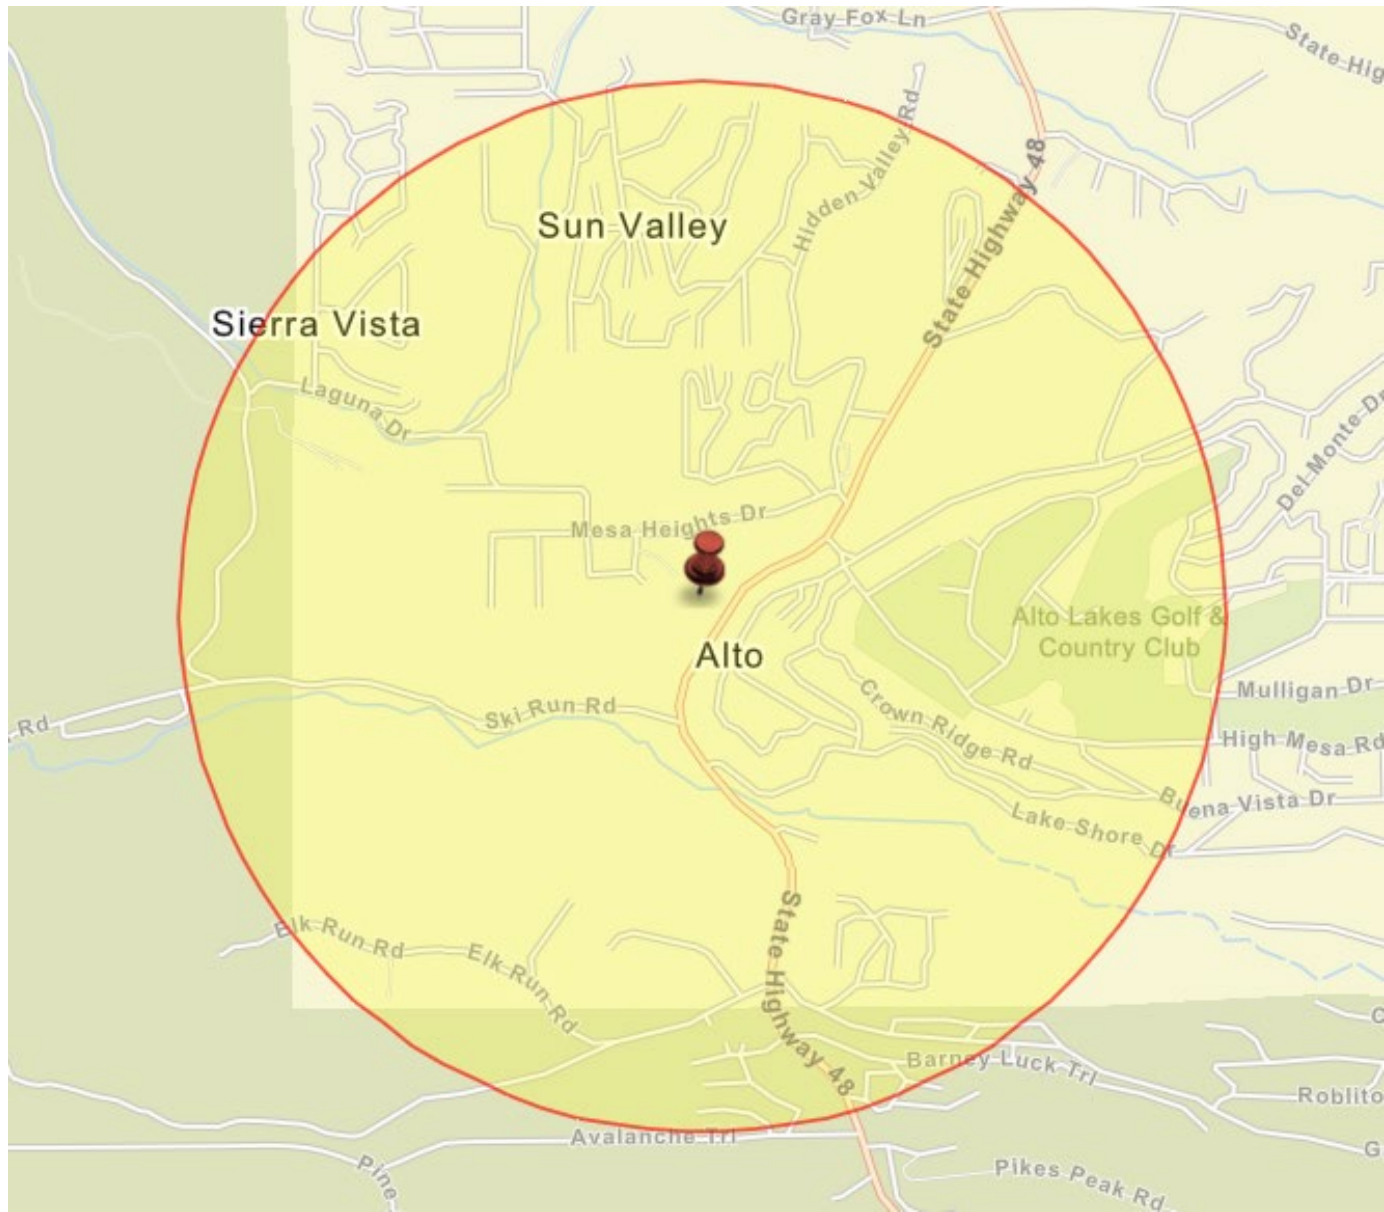 Gray Fox Ln
State Hig
Hidden Valley Rd
State Highway 48
Sun Valley
Sierra Vista
Laguna Dr
Del Monte Dr
Mesa Heights Dr
Alto Lakes Golf &
Country Club
Alto
Mulligan Dr
Crown Ridge Rd
Ski Run Rd
Rd
High Mesa Rd
Buena Vista Dr
Lake Shore Dr
State Highway 48
Elk Run Rd
Elk Run Rd
C
Barney Luck Trl
Roblito
Avalanche Trl
G
Pine
Pikes Peak Rd